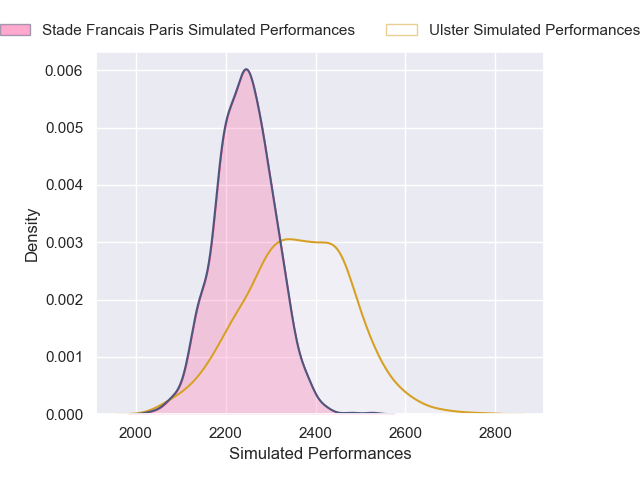 Stade Francais Paris Simulated Performances
Ulster Simulated Performances
0.006
0.005
0.004
0.003
0.002
0.001
0.000
Density
2000 2200 2400 2600 2800
Simulated Performances